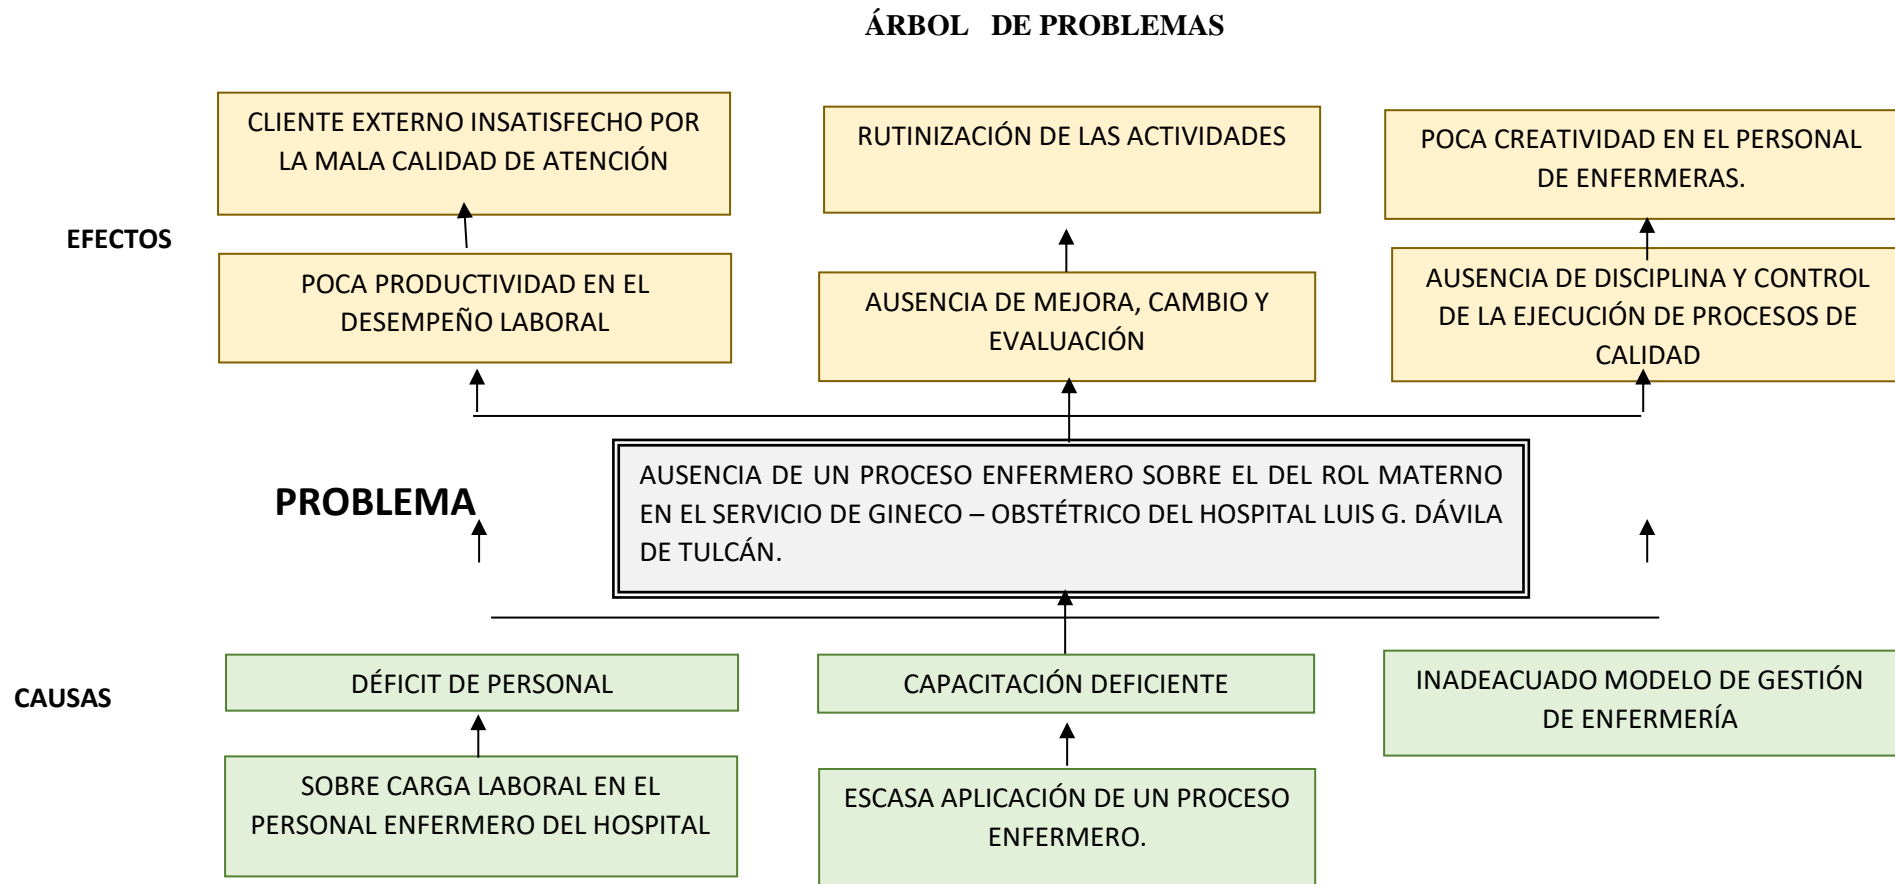 ÁRBOL DE PROBLEMAS
CLIENTE EXTERNO INSATISFECHO POR
LA MALA CALIDAD DE ATENCIÓN
RUTINIZACIÓN DE LAS ACTIVIDADES
POCA CREATIVIDAD EN EL PERSONAL
DE ENFERMERAS.
EFECTOS
POCA PRODUCTIVIDAD EN EL
DESEMPEÑO LABORAL
AUSENCIA DE MEJORA, CAMBIO Y
EVALUACIÓN
AUSENCIA DE DISCIPLINA Y CONTROL
DE LA EJECUCIÓN DE PROCESOS DE
CALIDAD
PROBLEMA
AUSENCIA DE UN PROCESO ENFERMERO SOBRE EL DEL ROL MATERNO
EN EL SERVICIO DE GINECO – OBSTÉTRICO DEL HOSPITAL LUIS G. DÁVILA
DE TULCÁN.
CAUSAS
DÉFICIT DE PERSONAL
CAPACITACIÓN DEFICIENTE
INADEACUADO MODELO DE GESTIÓN
DE ENFERMERÍA
SOBRE CARGA LABORAL EN EL
PERSONAL ENFERMERO DEL HOSPITAL
ESCASA APLICACIÓN DE UN PROCESO
ENFERMERO.